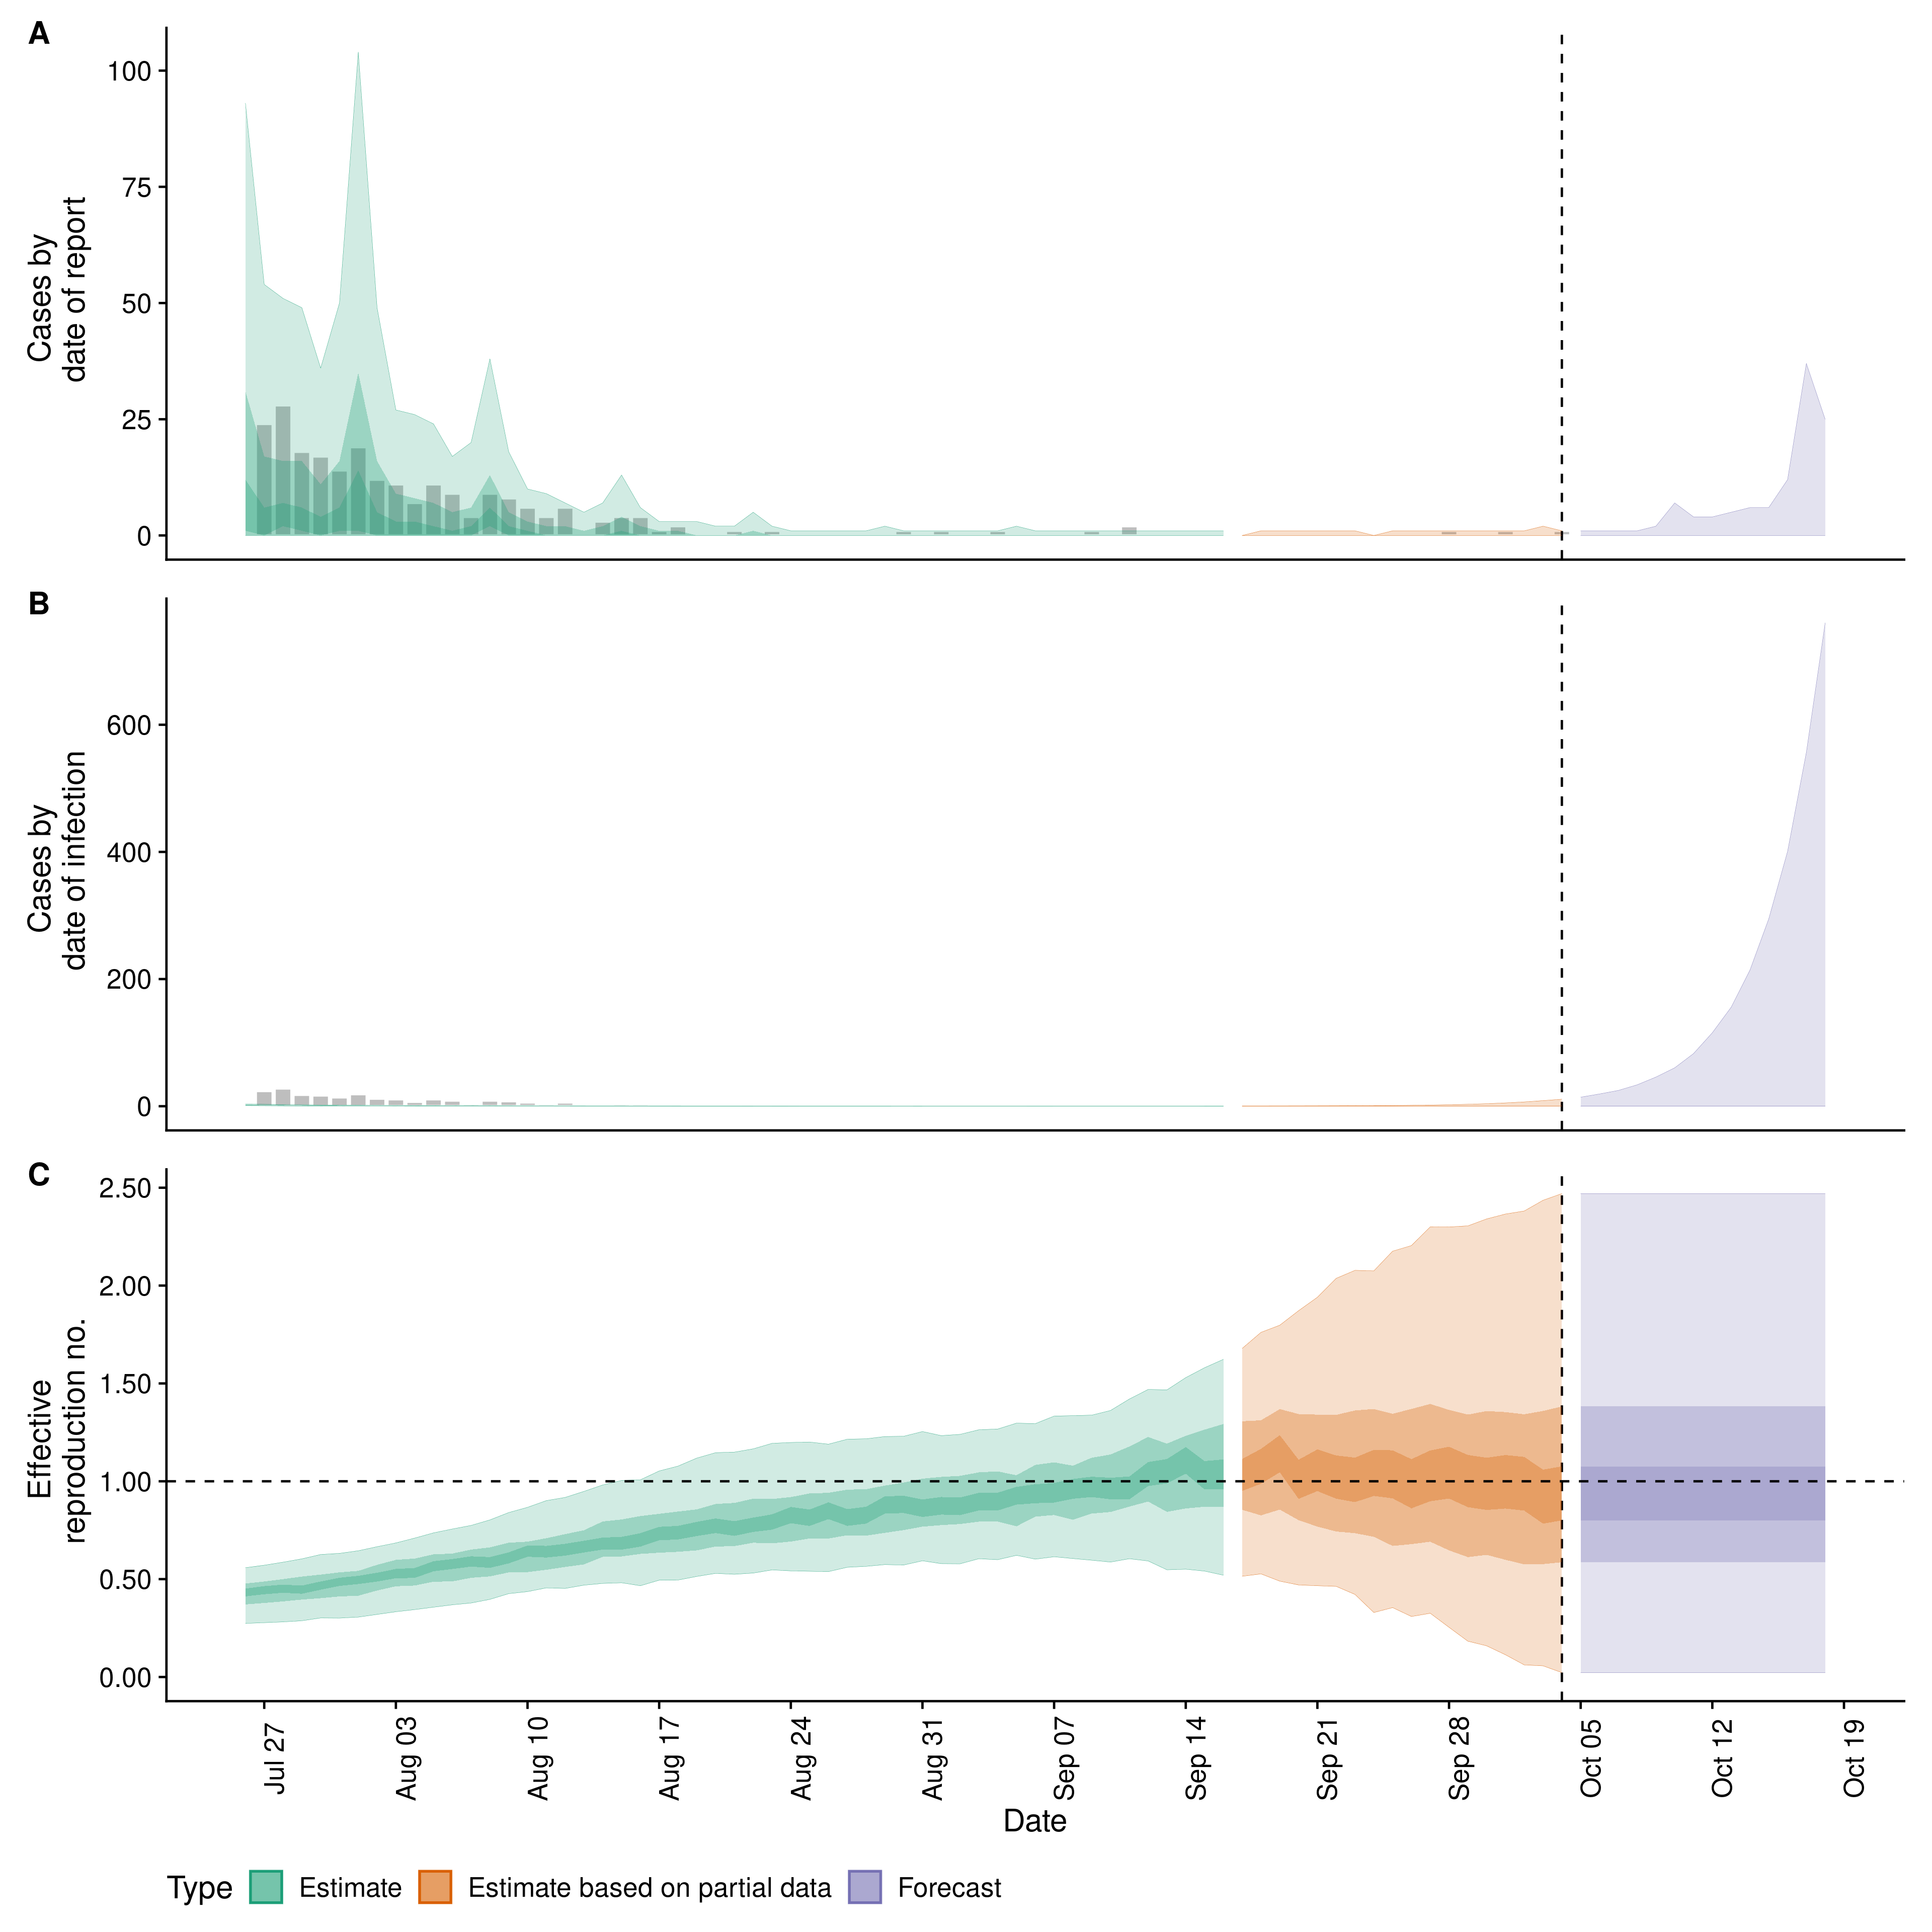 A
Cases by
date of report
100
75
50
25
0
B
Cases by
date of infection
600
400
200
0
C
Effective
reproduction no.
2.50
2.00
1.50
1.00
0.50
0.00
Jul 27
Aug 03
Aug 10
Aug 17
Aug 24
Aug 31
Sep 07
Sep 14
Sep 21
Sep 28
Oct 05
Oct 12
Oct 19
Date
Type Estimate Estimate based on partial data Forecast